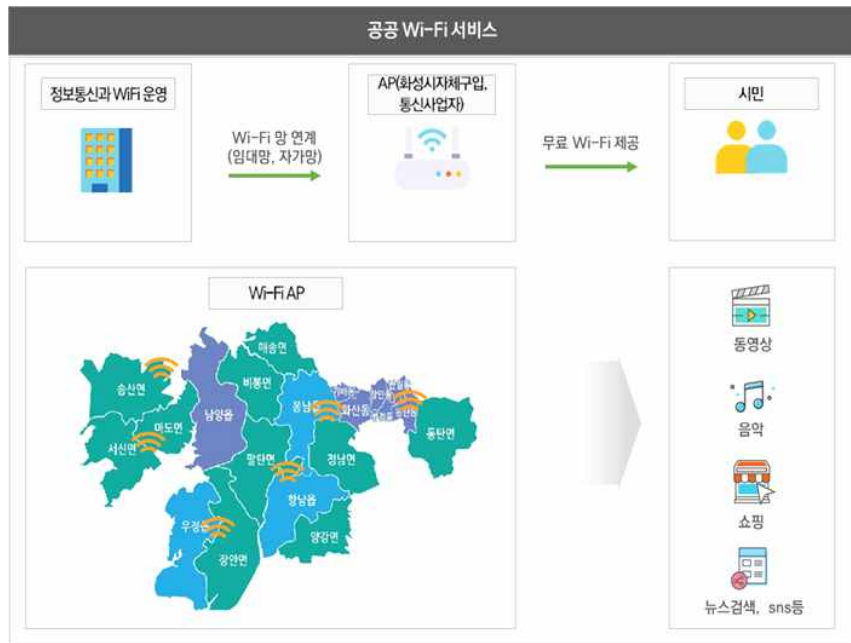 공공 Wi-Fi 서비스
정보통신과 WiFi 운영
Wi-Fi 망 연계
(임대망, 자가망)
AP(화성시자체구입,
통신사업자)
무료 Wi-Fi 제공
시민
Wi-Fi AP
매송면
송산면
비봉면
남양읍
봉남읍
화산동
마도면
서신면
동탄면
팔탄면
정남면
향남읍
우정읍
양감면
장안면
동영상
음악
쇼핑
뉴스검색, sns등